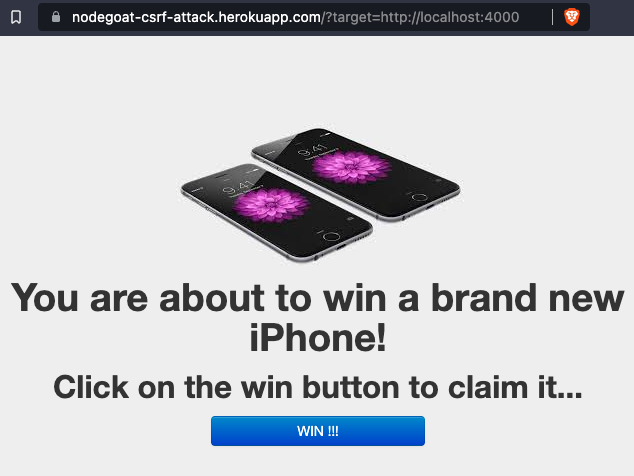 nodegoat-csrf-attack.herokuapp.com/?target=http://localhost:4000
9:41
9:41
You are about to win a brand new
iPhone!
Click on the win button to claim it...
WIN !!!